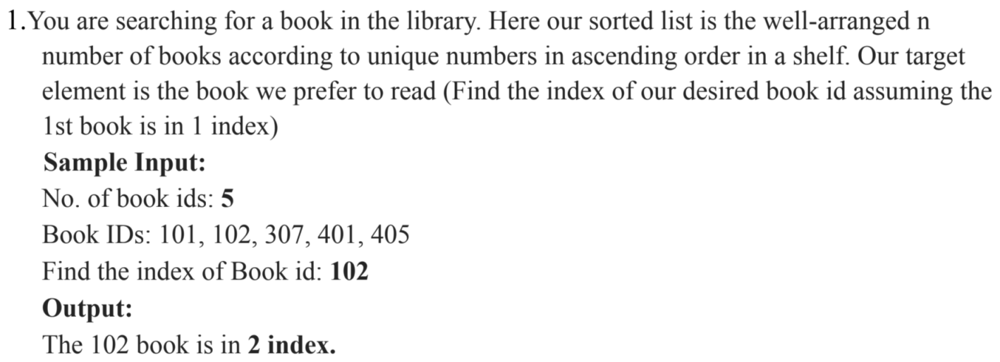 1.You are searching for a book in the library. Here our sorted list is the well-arranged n
number of books according to unique numbers in ascending order in a shelf. Our target
element is the book we prefer to read (Find the index of our desired book id assuming the
1st book is in 1 index)
Sample Input:
No. of book ids: 5
Book IDs: 101, 102, 307, 401, 405
Find the index of Book id: 102
Output:
The 102 book is in 2 index.